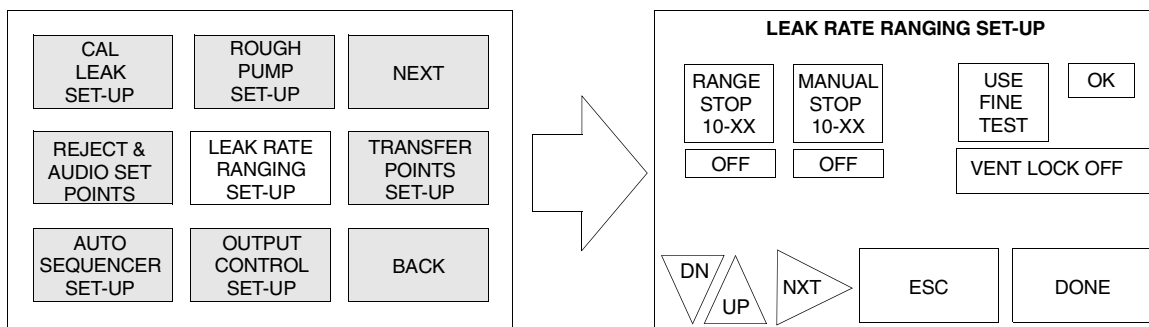 CAL
LEAK
SET-UP
ROUGH
PUMP
SET-UP
NEXT
REJECT &
AUDIO SET
POINTS
LEAK RATE
RANGING
SET-UP
TRANSFER
POINTS
SET-UP
AUTO
SEQUENCER
SET-UP
OUTPUT
CONTROL
SET-UP
BACK
LEAK RATE RANGING SET-UP
RANGE
STOP
10-XX
MANUAL
STOP
10-XX
USE
FINE
TEST
OK
OFF
OFF
VENT LOCK OFF
DN
UP
NXT
ESC
DONE